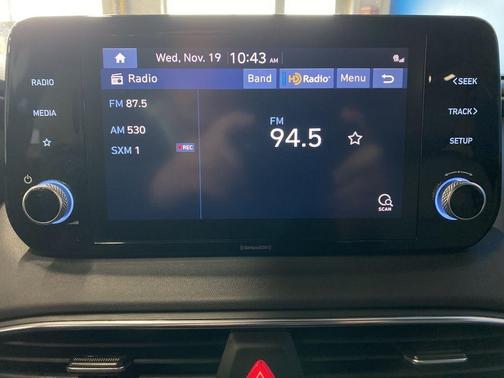 Wed, Nov. 19 10:43 AM
RADIO Radio Band HD Radio Menu <SEEK
FM 87.5
MEDIA FM TRACK>
AM 530 94.5
SXM 1 REC SETUP
SCAN
SiriusXM